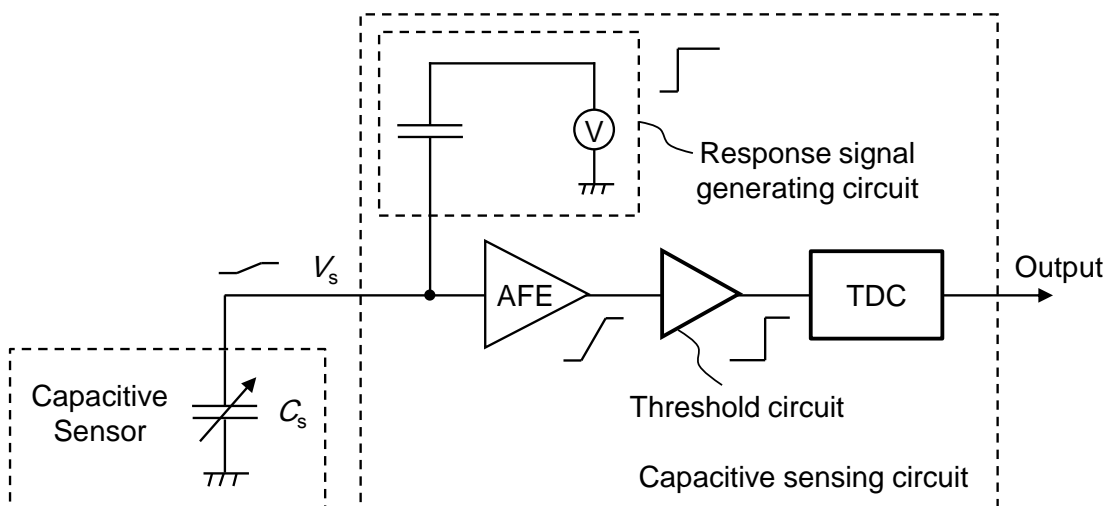 V
Response signal
generating circuit
Vs
AFE
TDC
Output
Capacitive
Sensor
Cs
Threshold circuit
Capacitive sensing circuit